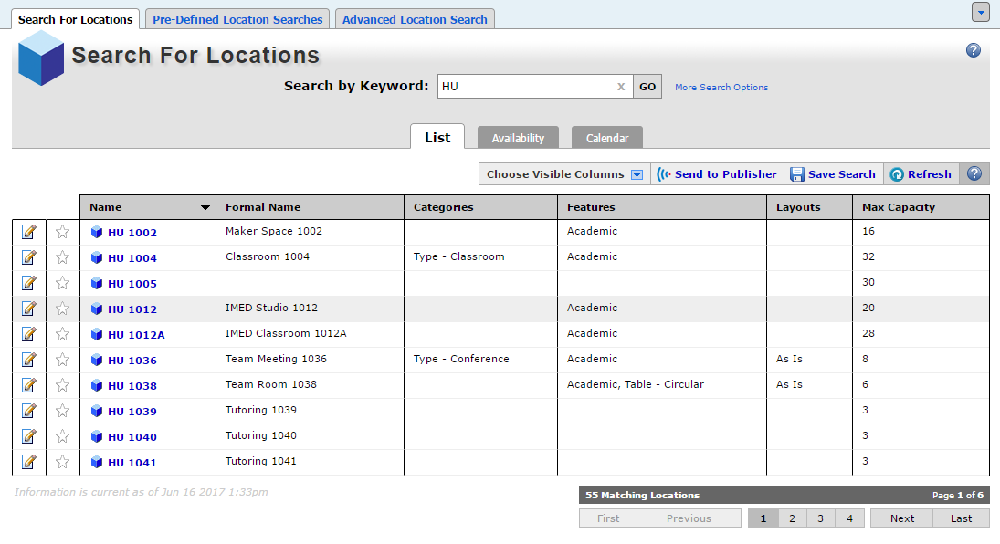 Search For Locations Pre-Defined Location Searches Advanced Location Search
Search For Locations
Search by Keyword: HU x GO More Search Options
List Availability Calendar
Choose Visible Columns Send to Publisher Save Search Refresh ?
Name Formal Name Categories Features Layouts Max Capacity
HU 1002 Maker Space 1002 Academic 16
HU 1004 Classroom 1004 Type - Classroom Academic 32
HU 1005 30
HU 1012 IMED Studio 1012 Academic 20
HU 1012A IMED Classroom 1012A Academic 28
HU 1036 Team Meeting 1036 Type - Conference Academic As Is 8
HU 1038 Team Room 1038 Academic, Table - Circular As Is 6
HU 1039 Tutoring 1039 3
HU 1040 Tutoring 1040 3
HU 1041 Tutoring 1041 3
Information is current as of Jun 16 2017 1:33pm
55 Matching Locations Page 1 of 6
First Previous 1 2 3 4 Next Last